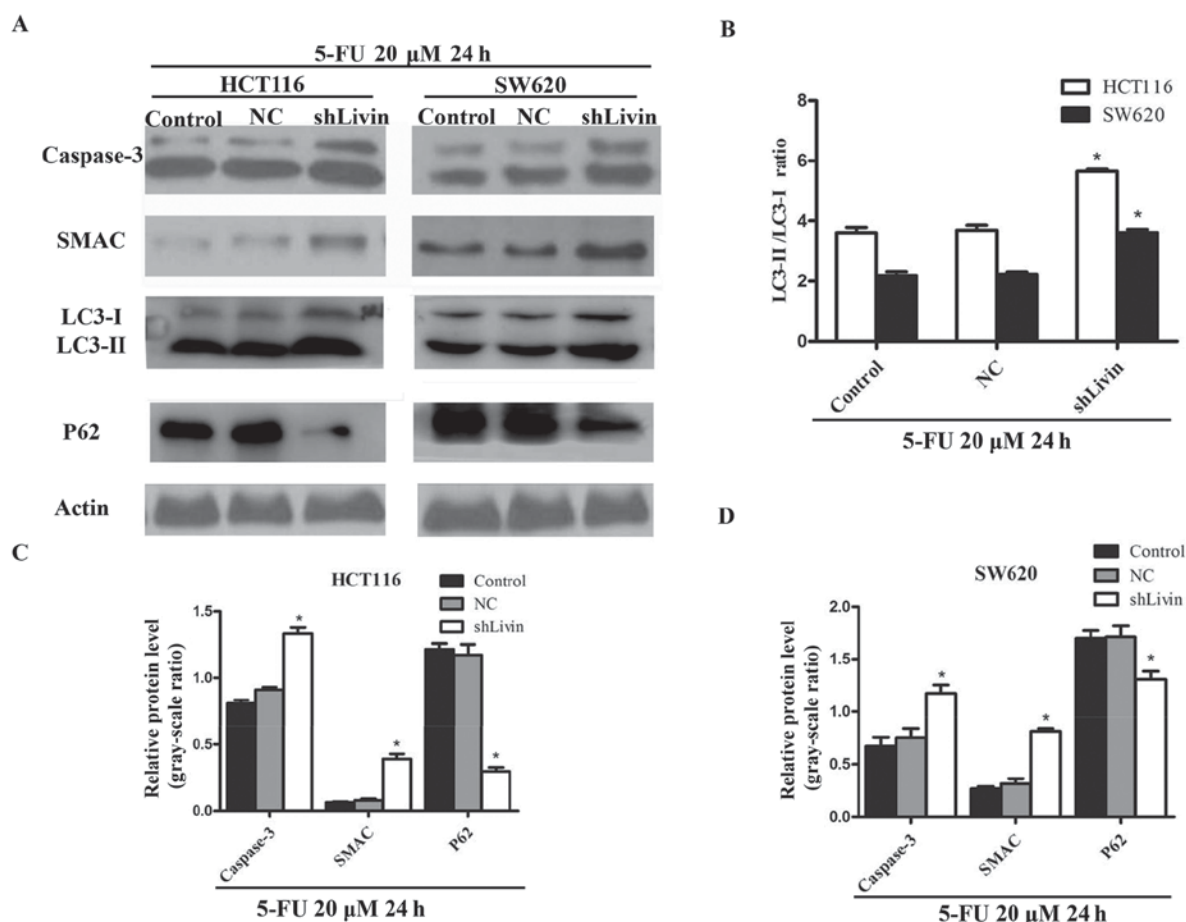 A
5-FU 20 µM 24 h
HCT116 SW620
Control NC shLivin Control NC shLivin
Caspase-3
SMAC
LC3-I
LC3-II
P62
Actin
B
HCT116
SW620
LC3-II /LC3-I ratio
8
6
4
2
0
* *
Control NC shLivin
5-FU 20 µM 24 h
C
HCT116
Control
NC
shLivin
Relative protein level
(gray-scale ratio)
1.5
1.0
0.5
0.0
* * *
Caspase-3 SMAC P62
5-FU 20 µM 24 h
D
SW620
Control
NC
shLivin
Relative protein level
(gray-scale ratio)
2.0
1.5
1.0
0.5
0.0
* * *
Caspase-3 SMAC P62
5-FU 20 µM 24 h